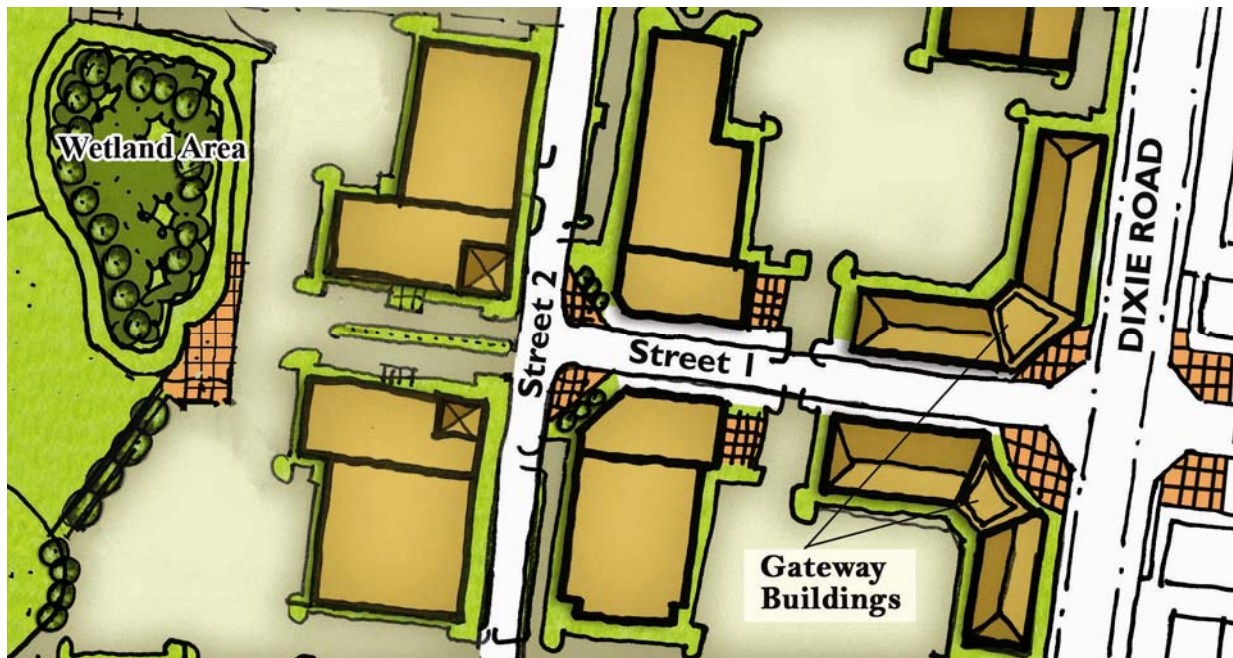 Wetland Area
Street 2
Street 1
DIXIE ROAD
Gateway
Buildings